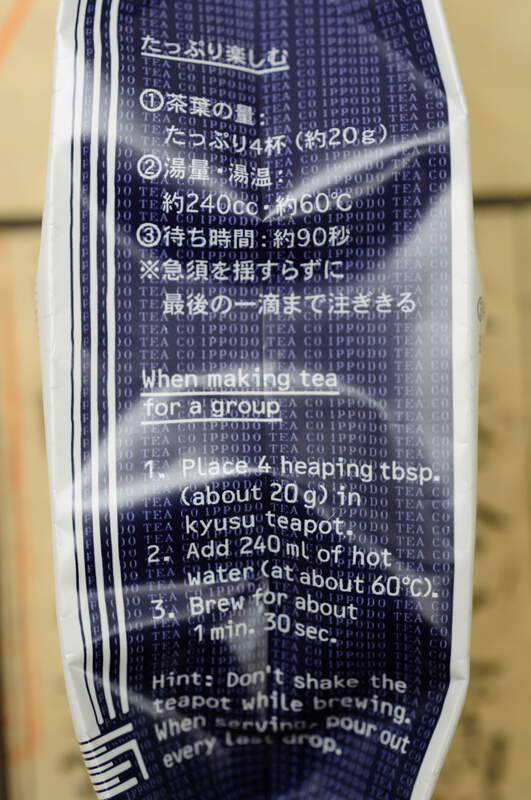 たっぷり楽しむ
①茶葉の量:
たっぷり4杯(約20g)
②湯量・湯温:
約240cc・約60℃
③待ち時間:約90秒
※急須を揺すらずに
最後の一滴まで注ぎきる
When making tea
for a group
1. Place 4 heaping tbsp.
(about 20g) in
kyusu teapot.
2. Add 240ml of hot
water (at about 60℃).
3. Brew for about
1 min. 30 sec.
Hint: Don't shake the
teapot while brewing.
When serving, pour out
every last drop.